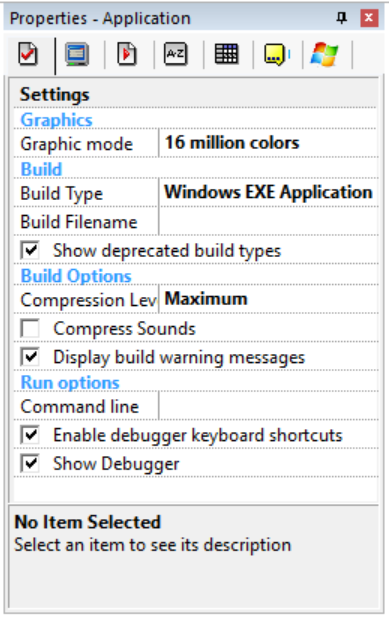 Properties - Application
A-Z
Settings
Graphics
Graphic mode 16 million colors
Build
Build Type Windows EXE Application
Build Filename
Show deprecated build types
Build Options
Compression Lev Maximum
Compress Sounds
Display build warning messages
Run options
Command line
Enable debugger keyboard shortcuts
Show Debugger
No Item Selected
Select an item to see its description